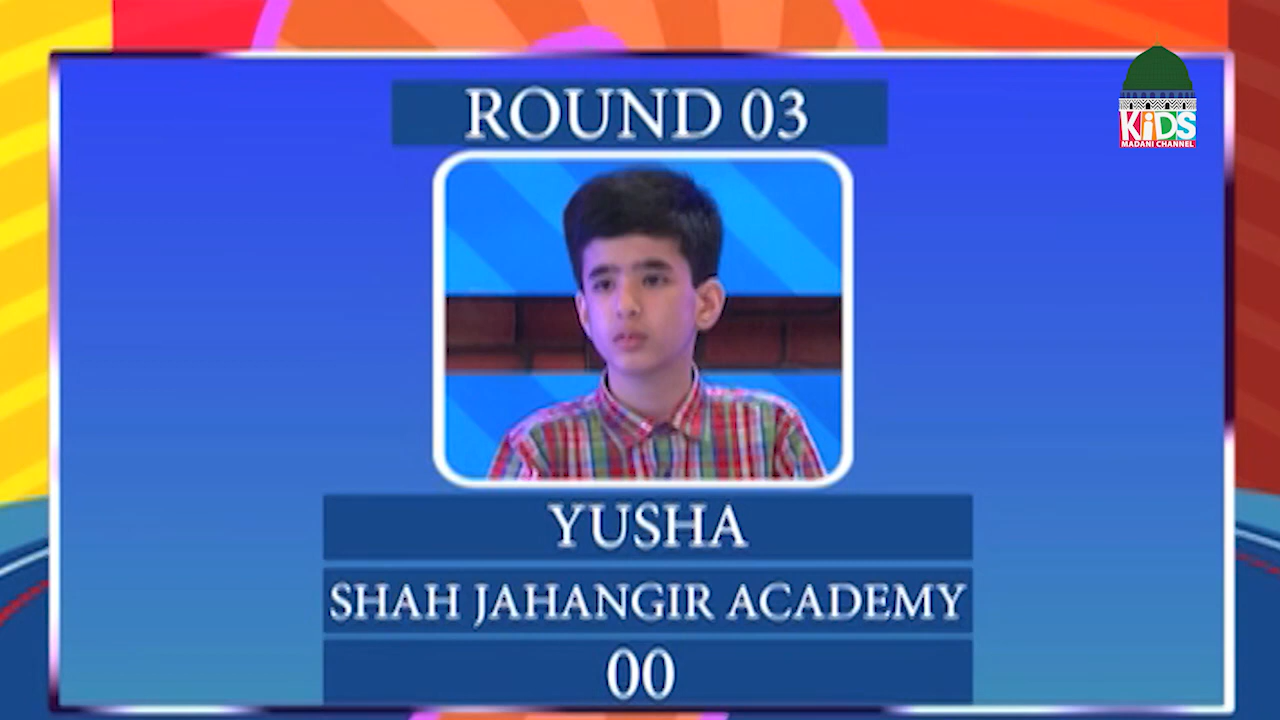 ROUND 03
KiDS
MADANI CHANNEL
YUSHA
SHAH JAHANGIR ACADEMY
00